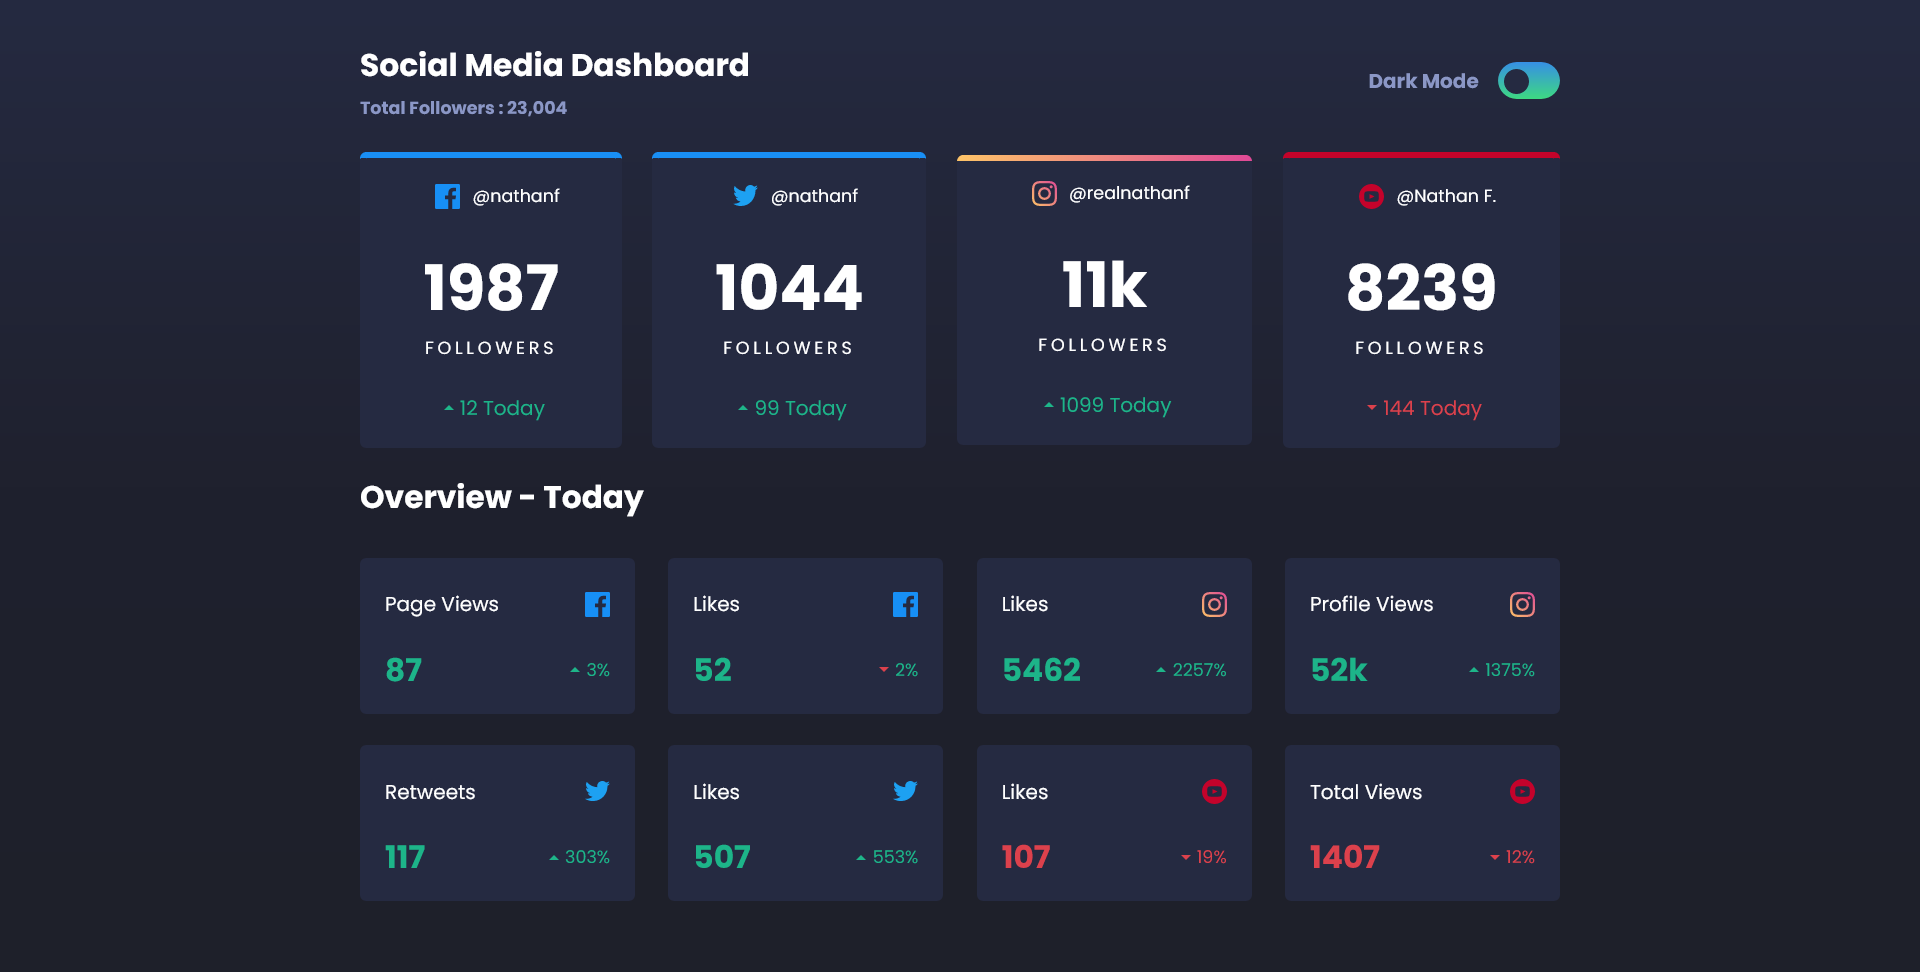 Social Media Dashboard
Total Followers : 23,004
Dark Mode
@nathanf
1987
FOLLOWERS
12 Today
@nathanf
1044
FOLLOWERS
99 Today
@realnathanf
11k
FOLLOWERS
1099 Today
@Nathan F.
8239
FOLLOWERS
144 Today
Overview - Today
Page Views
87
3%
Likes
52
2%
Likes
5462
2257%
Profile Views
52k
1375%
Retweets
117
303%
Likes
507
553%
Likes
107
19%
Total Views
1407
12%